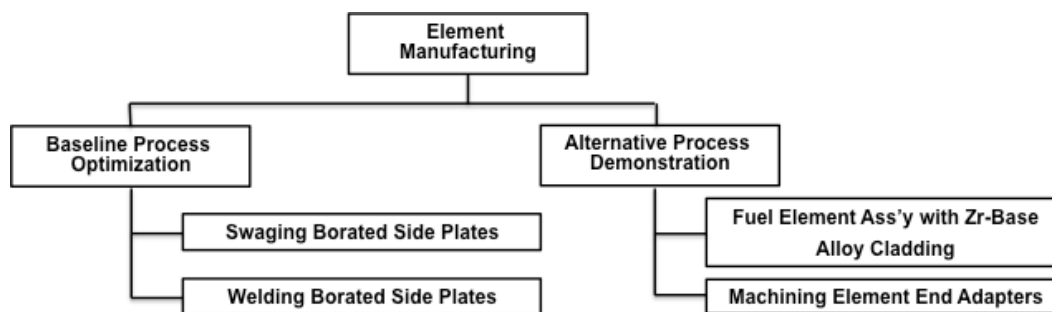 Element
Manufacturing
Baseline Process
Optimization
Swaging Borated Side Plates
Welding Borated Side Plates
Alternative Process
Demonstration
Fuel Element Ass'y with Zr-Base
Alloy Cladding
Machining Element End Adapters